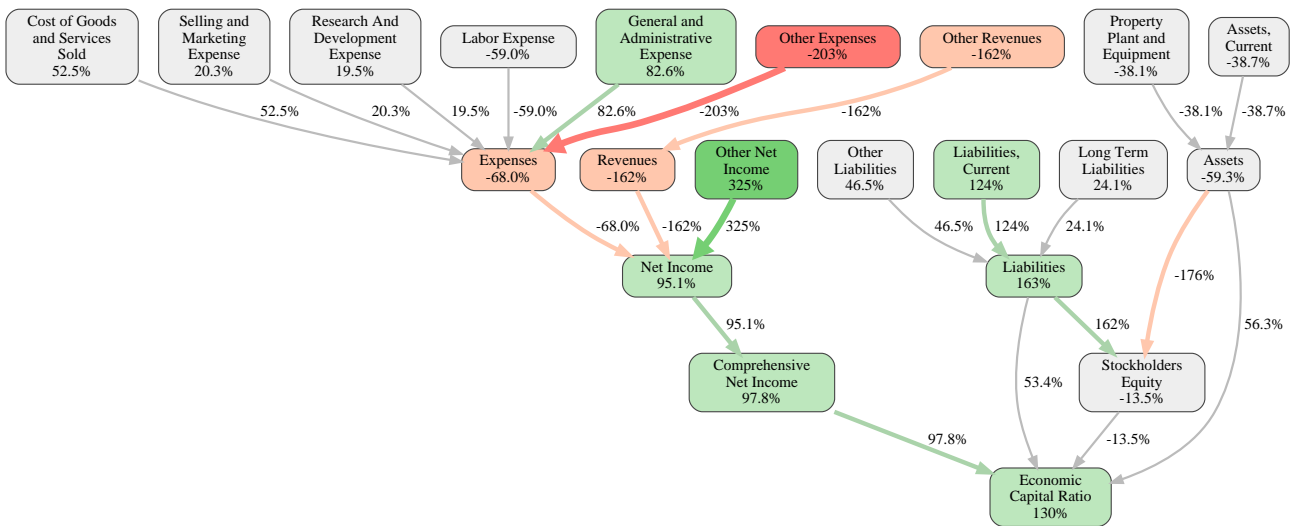 Cost of Goods
and Services
Sold
52.5%
Selling and
Marketing
Expense
20.3%
Research And
Development
Expense
19.5%
Labor Expense
-59.0%
General and
Administrative
Expense
82.6%
Other Expenses
-203%
Other Revenues
-162%
Property
Plant and
Equipment
-38.1%
Assets,
Current
-38.7%
52.5%
20.3%
19.5%
-59.0%
82.6%
-203%
-162%
-38.1%
-38.7%
Expenses
-68.0%
Revenues
-162%
Other Net
Income
325%
Other
Liabilities
46.5%
Liabilities,
Current
124%
Long Term
Liabilities
24.1%
Assets
-59.3%
-68.0%
-162%
325%
46.5%
124%
24.1%
Net Income
95.1%
Liabilities
163%
-176%
95.1%
162%
56.3%
Comprehensive
Net Income
97.8%
53.4%
Stockholders
Equity
-13.5%
97.8%
-13.5%
Economic
Capital Ratio
130%